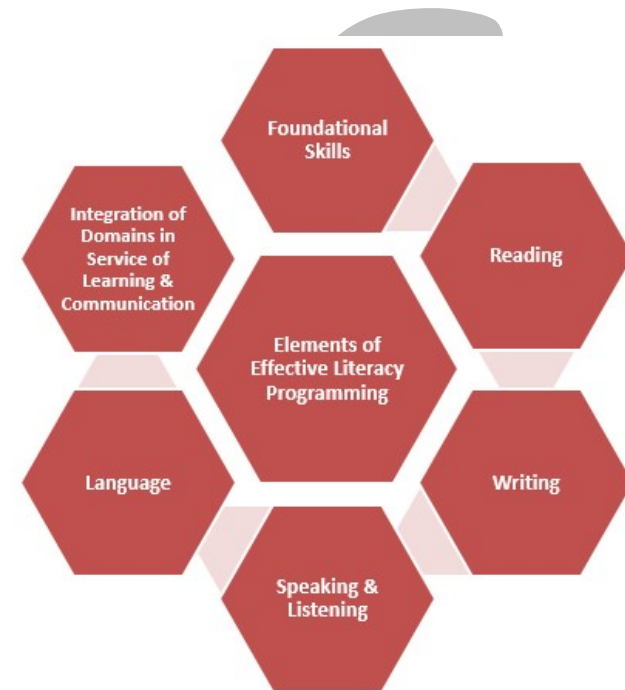 Foundational
Skills
Integration of
Domains in
Service of
Learning &
Communication
Reading
Elements of
Effective Literacy
Programming
Language
Writing
Speaking &
Listening